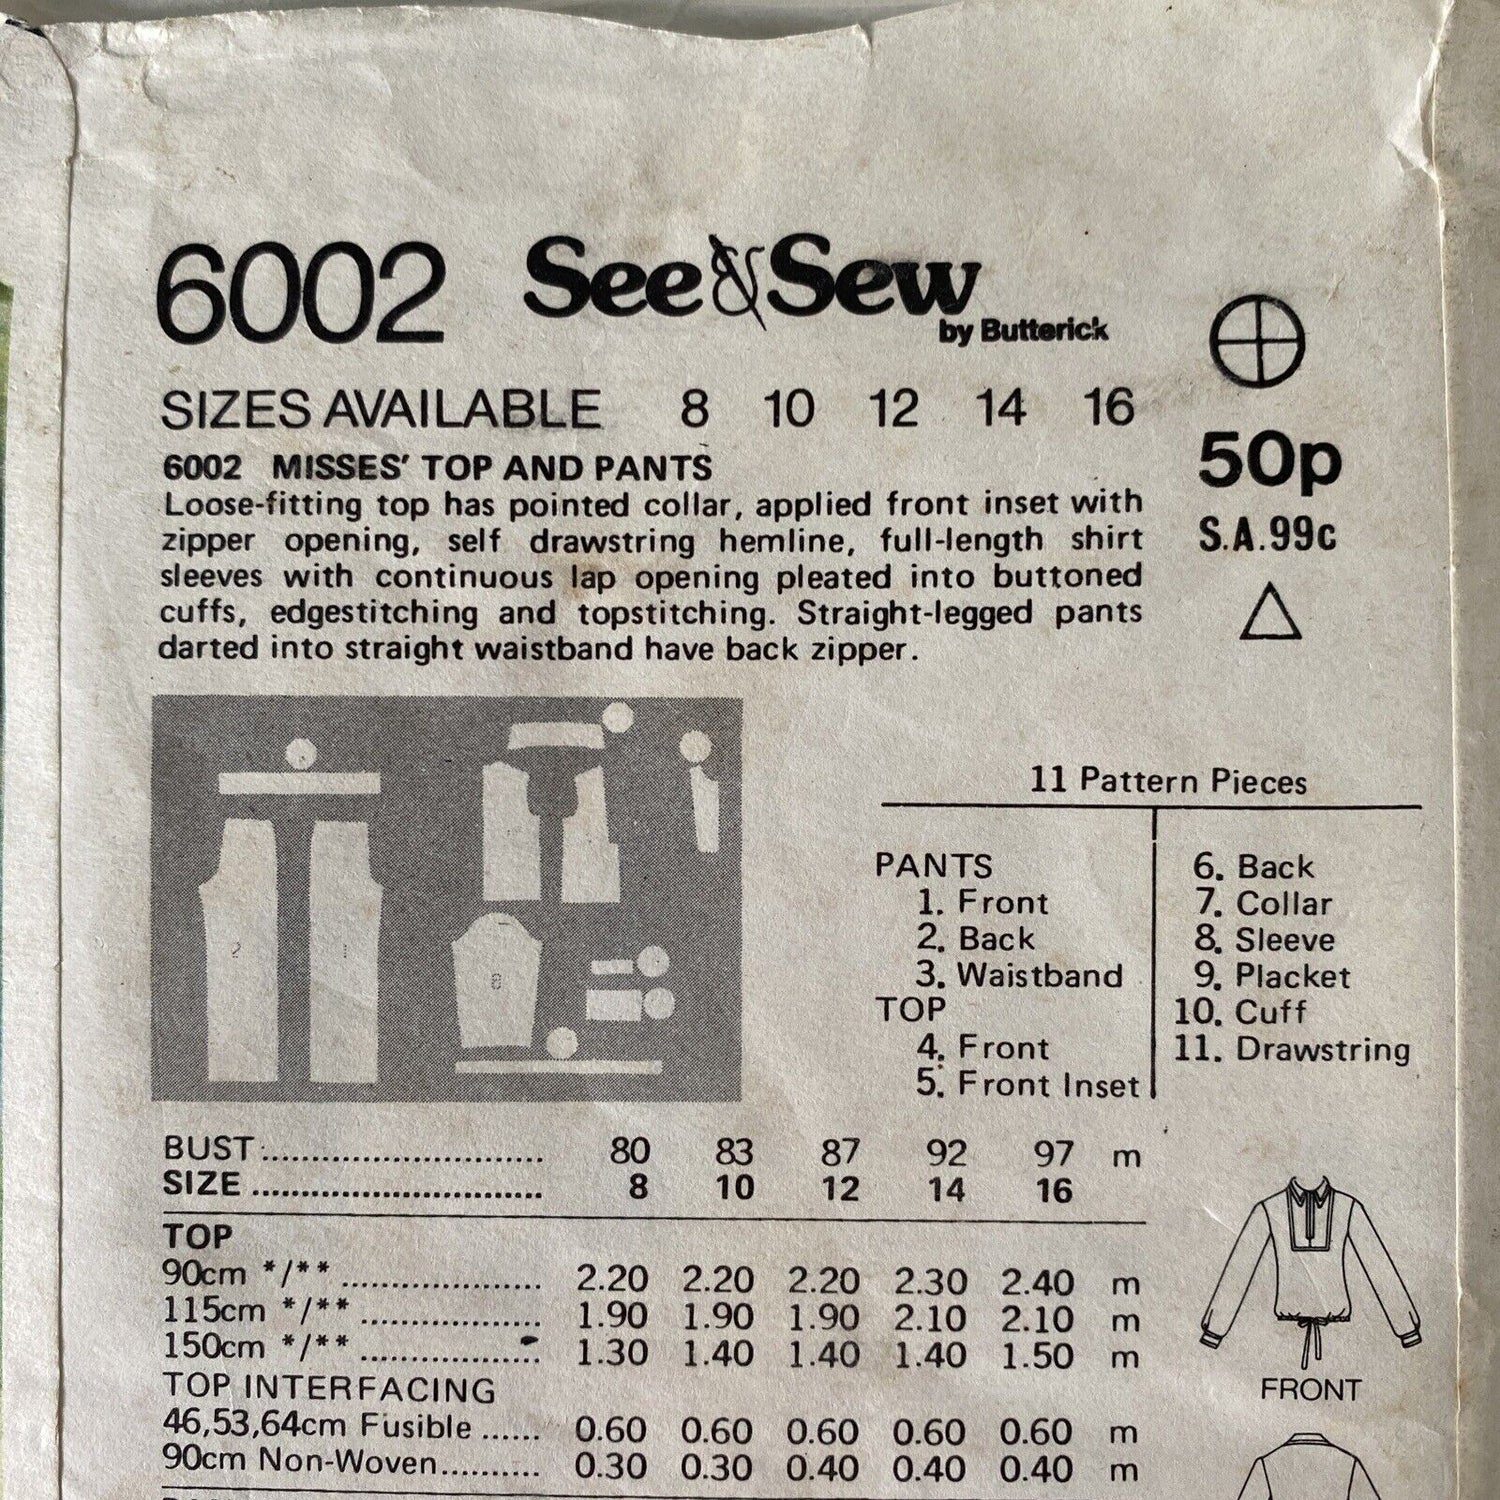 6002 See & Sew
by Butterick
SIZES AVAILABLE 8 10 12 14 16
50p
S.A.99c
6002 MISSES' TOP AND PANTS
Loose-fitting top has pointed collar, applied front inset with
zipper opening, self drawstring hemline, full-length shirt
sleeves with continuous lap opening pleated into buttoned
cuffs, edgestitching and topstitching. Straight-legged pants
darted into straight waistband have back zipper.
2 1 8
11 Pattern Pieces
PANTS
1. Front
2. Back
3. Waistband
TOP
4. Front
5. Front Inset
6. Back
7. Collar
8. Sleeve
9. Placket
10. Cuff
11. Drawstring
BUST.............................. 80 83 87 92 97 m
SIZE .............................. 8 10 12 14 16
TOP
90cm */** ..................... 2.20 2.20 2.20 2.30 2.40 m
115cm */** ................... 1.90 1.90 1.90 2.10 2.10 m
150cm */** ................... 1.30 1.40 1.40 1.40 1.50 m
TOP INTERFACING
46,53,64cm Fusible ...... 0.60 0.60 0.60 0.60 0.60 m
90cm Non-Woven.......... 0.30 0.30 0.40 0.40 0.40 m
FRONT